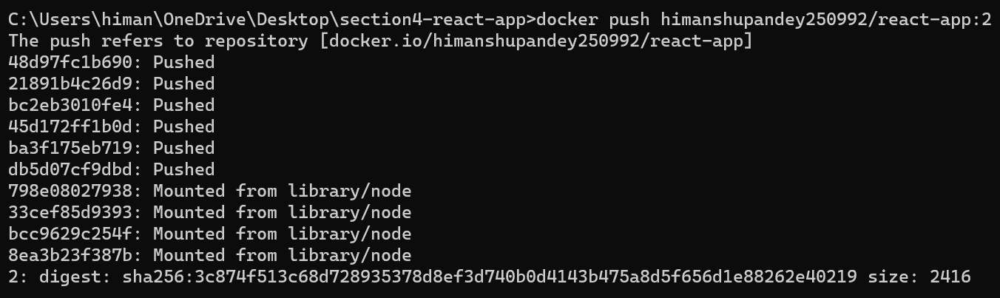 C:\Users\himan\OneDrive\Desktop\section4-react-app>docker push himanshupandey250992/react-app:2
The push refers to repository [docker.io/himanshupandey250992/react-app]
48d97fc1b690: Pushed
21891b4c26d9: Pushed
bc2eb3010fe4: Pushed
45d172ff1b0d: Pushed
ba3f175eb719: Pushed
db5d07cf9dbd: Pushed
798e08027938: Mounted from library/node
33cef85d9393: Mounted from library/node
bcc9629c254f: Mounted from library/node
8ea3b23f387b: Mounted from library/node
2: digest: sha256:3c874f513c68d728935378d8ef3d740b0d4143b475a8d5f656d1e88262e40219 size: 2416